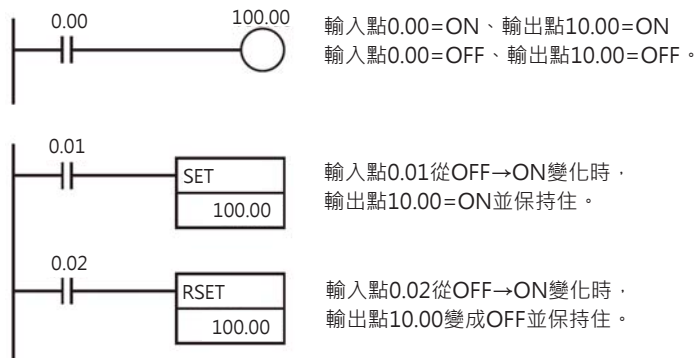 0.00
100.00
輸入點0.00=ON、輸出點10.00=ON
輸入點0.00=OFF、輸出點10.00=OFF。
0.01
SET
100.00
輸入點0.01從OFF→ON變化時，
輸出點10.00=ON並保持住。
0.02
RSET
100.00
輸入點0.02從OFF→ON變化時，
輸出點10.00變成OFF並保持住。